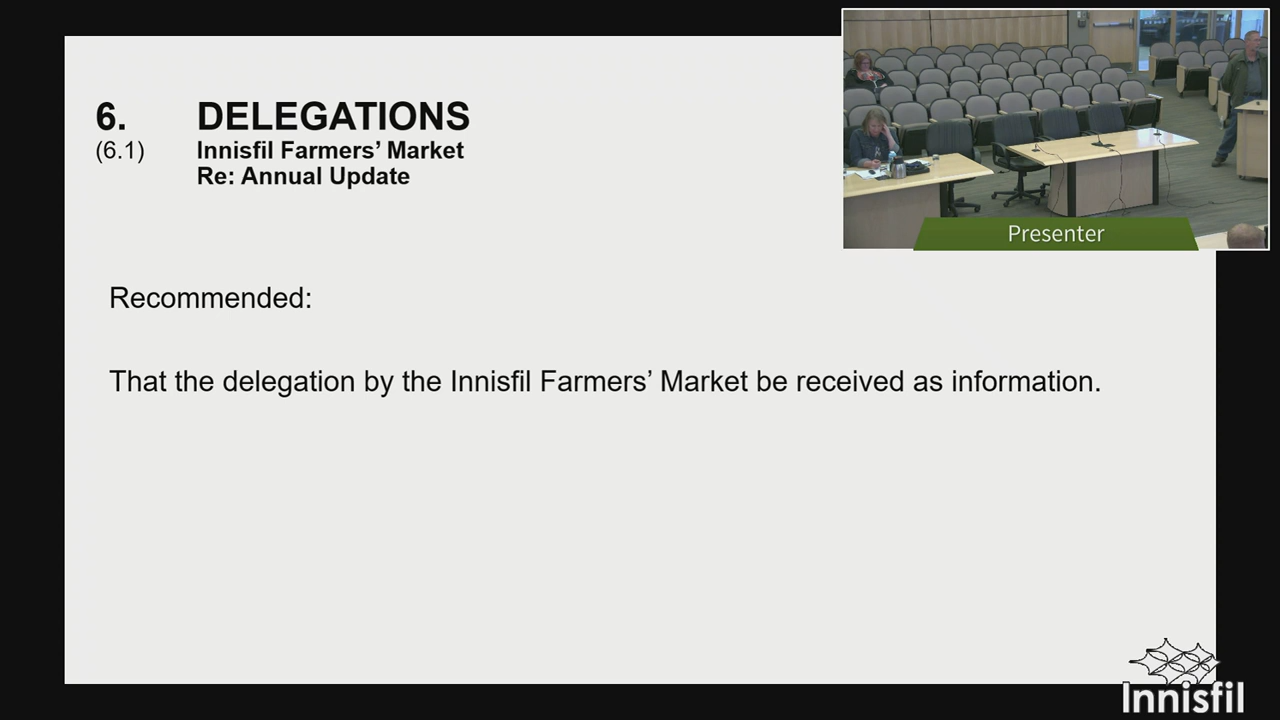 6. DELEGATIONS
(6.1) Innisfil Farmers’ Market
Re: Annual Update
Presenter
Recommended:
That the delegation by the Innisfil Farmers’ Market be received as information.
Innisfil